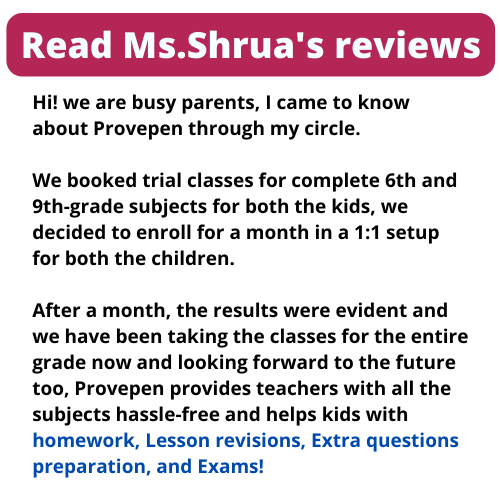 Read Ms.Shrua's reviews
Hi! we are busy parents, I came to know
about Provepen through my circle.
We booked trial classes for complete 6th and
9th-grade subjects for both the kids, we
decided to enroll for a month in a 1:1 setup
for both the children.
After a month, the results were evident and
we have been taking the classes for the entire
grade now and looking forward to the future
too, Provepen provides teachers with all the
subjects hassle-free and helps kids with
homework, Lesson revisions, Extra questions
preparation, and Exams!